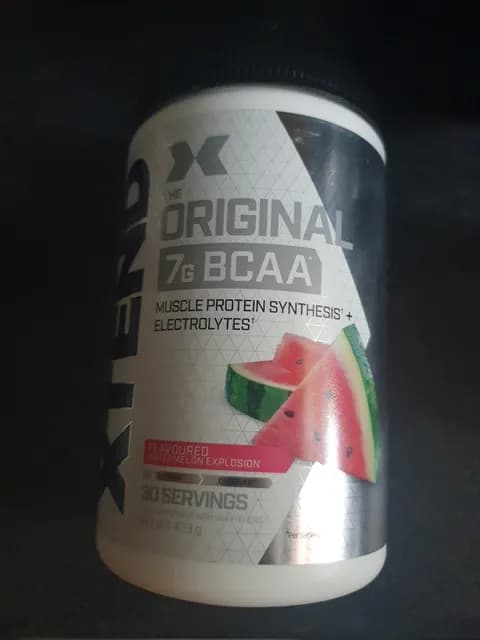 XTEND
THE
ORIGINAL
7G BCAA*
MUSCLE PROTEIN SYNTHESIS† +
ELECTROLYTES†
FLAVOURED
WATERMELON EXPLOSION
30 SERVINGS